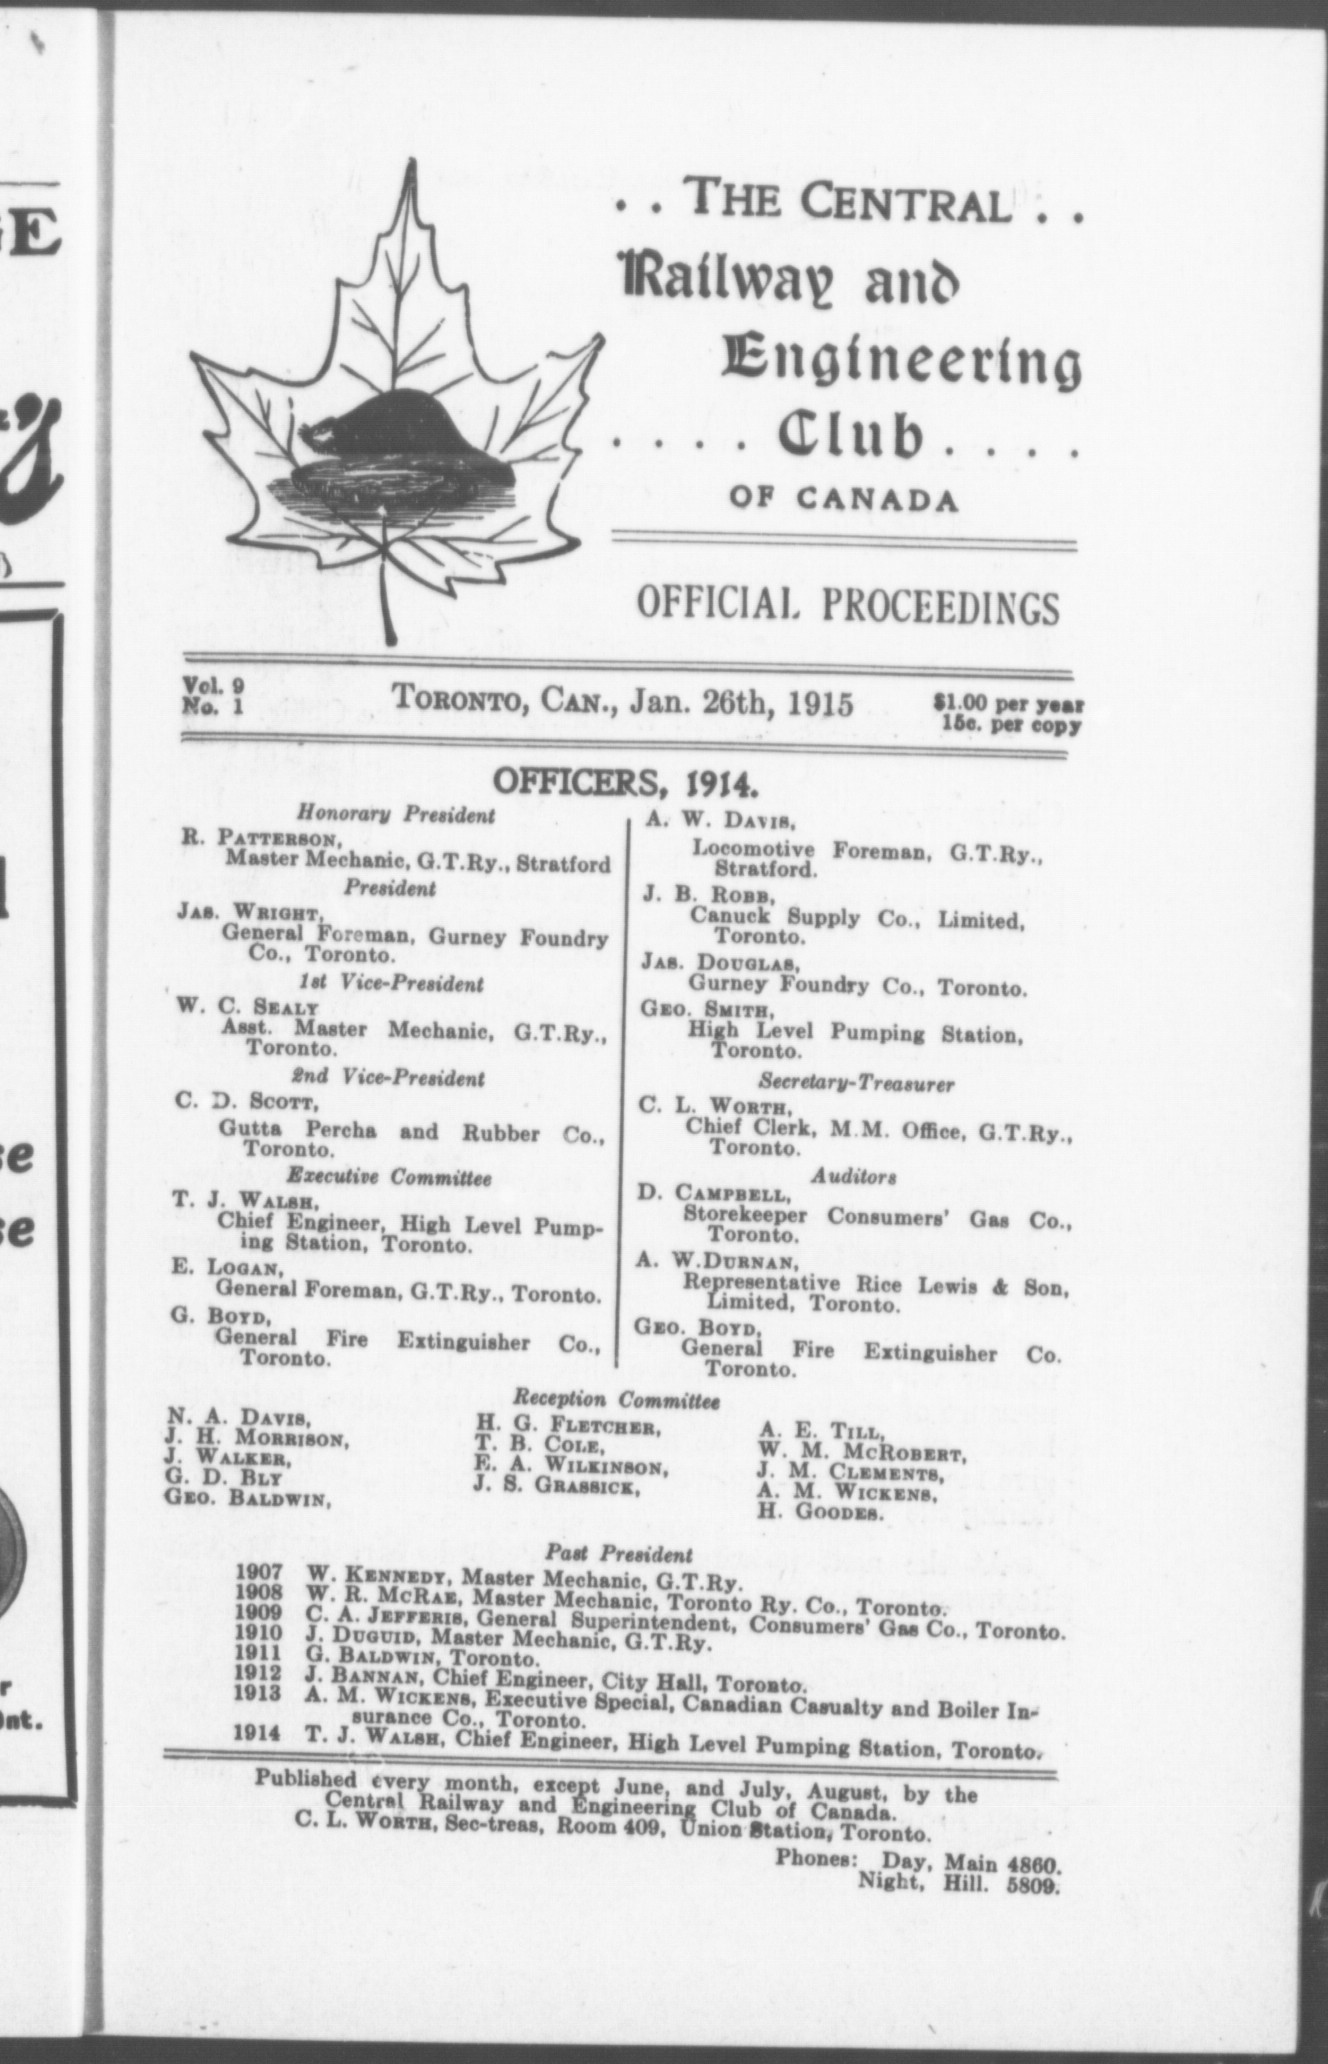 GE
. . THE CENTRAL . .
Railway and
Engineering
. . . . Club . . . .
OF CANADA
OFFICIAL PROCEEDINGS
Vol. 9
No. 1
TORONTO, CAN., Jan. 26th, 1915
$1.00 per year
15c. per copy
OFFICERS, 1914.
Honorary President
R. PATTERSON,
Master Mechanic, G.T.Ry., Stratford
President
JAS. WRIGHT,
General Foreman, Gurney Foundry
Co., Toronto.
1st Vice-President
W. C. SEALY
Asst. Master Mechanic, G.T.Ry.,
Toronto.
2nd Vice-President
C. D. SCOTT,
Gutta Percha and Rubber Co.,
Toronto.
Executive Committee
T. J. WALSH,
Chief Engineer, High Level Pump-
ing Station, Toronto.
E. LOGAN,
General Foreman, G.T.Ry., Toronto.
G. BOYD,
General Fire Extinguisher Co.,
Toronto.
A. W. DAVIS,
Locomotive Foreman, G.T.Ry.,
Stratford.
J. B. ROBB,
Canuck Supply Co., Limited,
Toronto.
JAS. DOUGLAS,
Gurney Foundry Co., Toronto.
GEO. SMITH,
High Level Pumping Station,
Toronto.
Secretary-Treasurer
C. L. WORTH,
Chief Clerk, M.M. Office, G.T.Ry.,
Toronto.
Auditors
D. CAMPBELL,
Storekeeper Consumers' Gas Co.,
Toronto.
A. W.DURNAN,
Representative Rice Lewis & Son,
Limited, Toronto.
GEO. BOYD,
General Fire Extinguisher Co.
Toronto.
Reception Committee
N. A. DAVIS,
J. H. MORRISON,
J. WALKER,
G. D. BLY
GEO. BALDWIN,
H. G. FLETCHER,
T. B. COLE,
E. A. WILKINSON,
J. S. GRASSICK,
A. E. TILL,
W. M. MCROBERT,
J. M. CLEMENTS,
A. M. WICKENS,
H. GOODES.
Past President
1907 W. KENNEDY, Master Mechanic, G.T.Ry.
1908 W. R. MCRAE, Master Mechanic, Toronto Ry. Co., Toronto.
1909 C. A. JEFFERIS, General Superintendent, Consumers' Gas Co., Toronto.
1910 J. DUGUID, Master Mechanic, G.T.Ry.
1911 G. BALDWIN, Toronto.
1912 J. BANNAN, Chief Engineer, City Hall, Toronto.
1913 A. M. WICKENS, Executive Special, Canadian Casualty and Boiler In-
surance Co., Toronto.
1914 T. J. WALSH, Chief Engineer, High Level Pumping Station, Toronto.
Published every month, except June, and July, August, by the
Central Railway and Engineering Club of Canada.
C. L. WORTH, Sec-treas, Room 409, Union Station, Toronto.
Phones: Day, Main 4860.
Night, Hill. 5809.